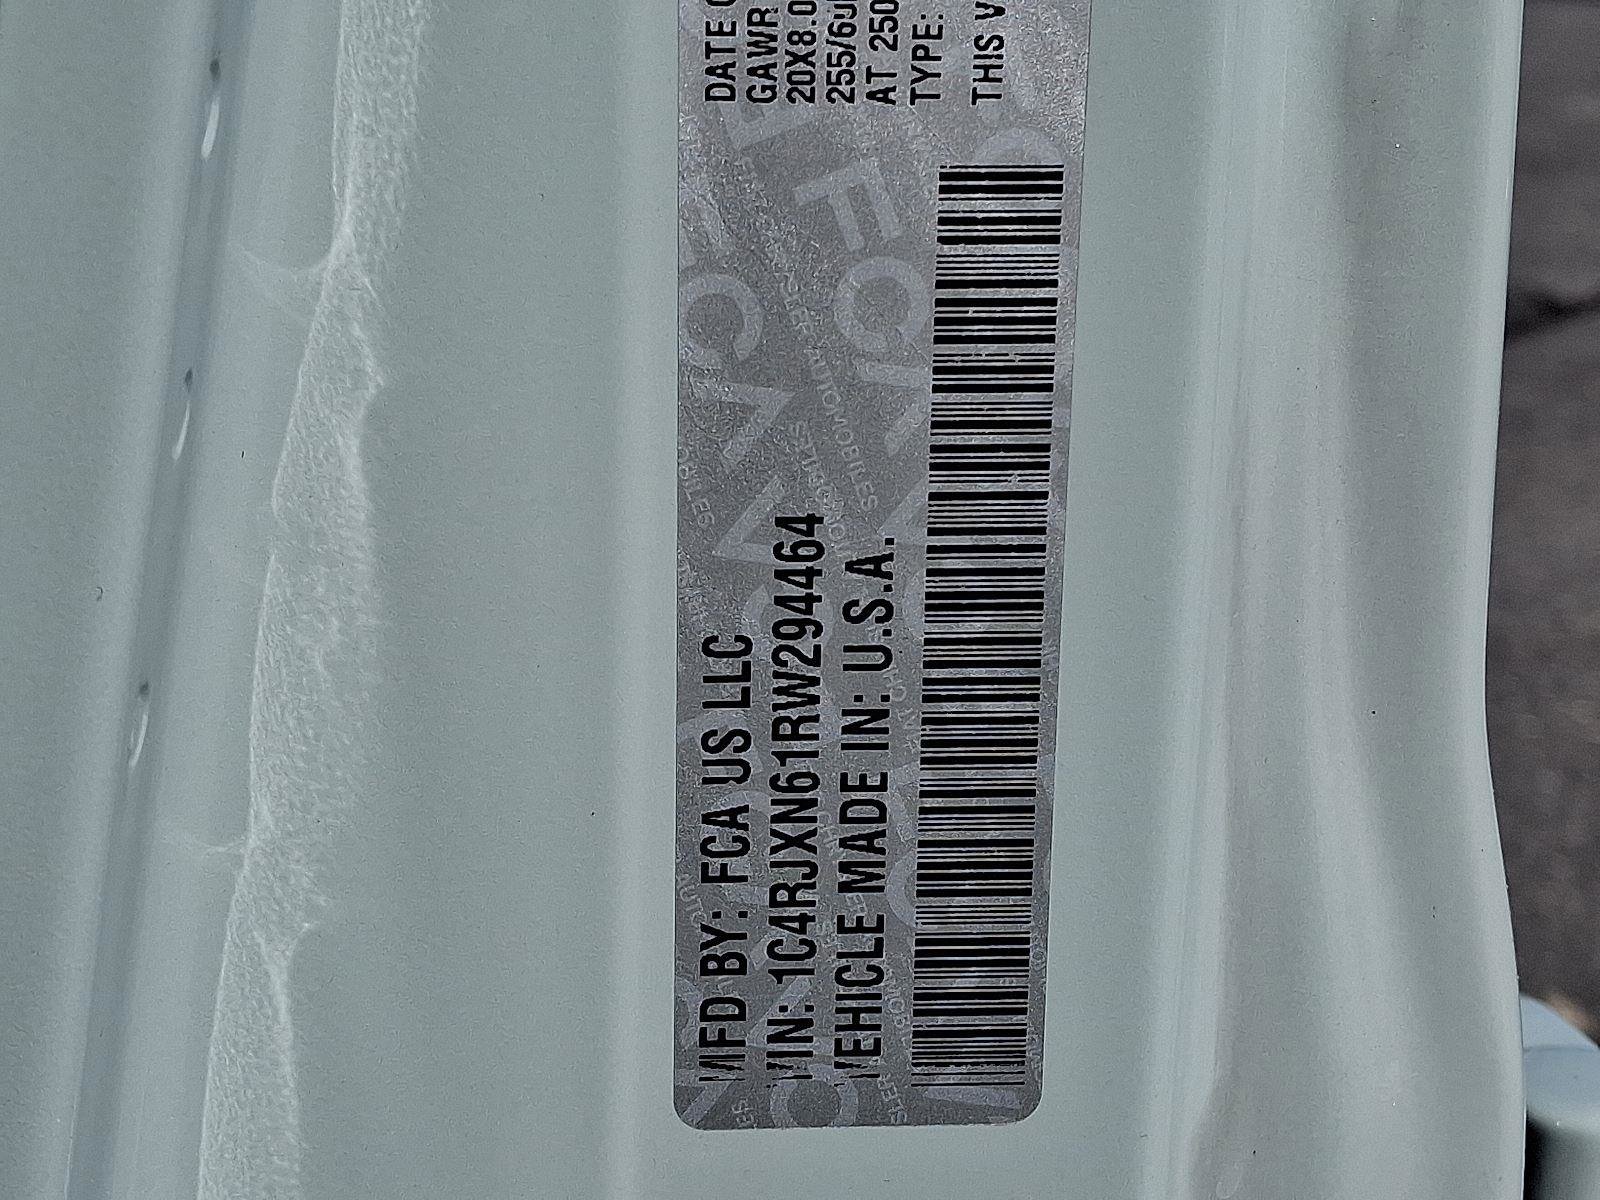 MFD BY: FCA US LLC
VIN: 1C4RJXN61RW294464
VEHICLE MADE IN: U.S.A.
DATE O
GAWR
20X8.0
255/60
AT 250
TYPE:
THIS V